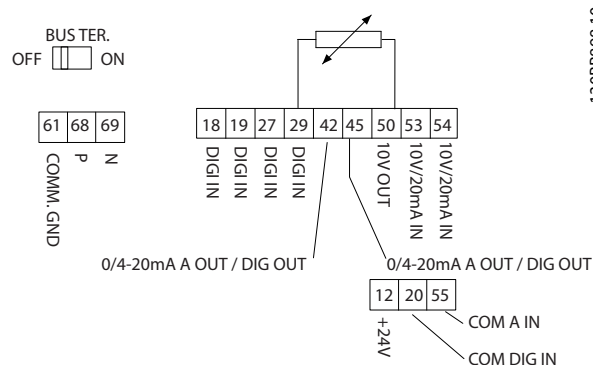 BUS TER.
OFF ON
61 68 69
COMM. GND
P
N
18 19 27 29 42 45 50 53 54
DIGI IN
DIGI IN
DIGI IN
DIGI IN
10V OUT
10V/20mA IN
10V/20mA IN
0/4-20mA A OUT / DIG OUT
0/4-20mA A OUT / DIG OUT
12 20 55
+24V
COM A IN
COM DIG IN